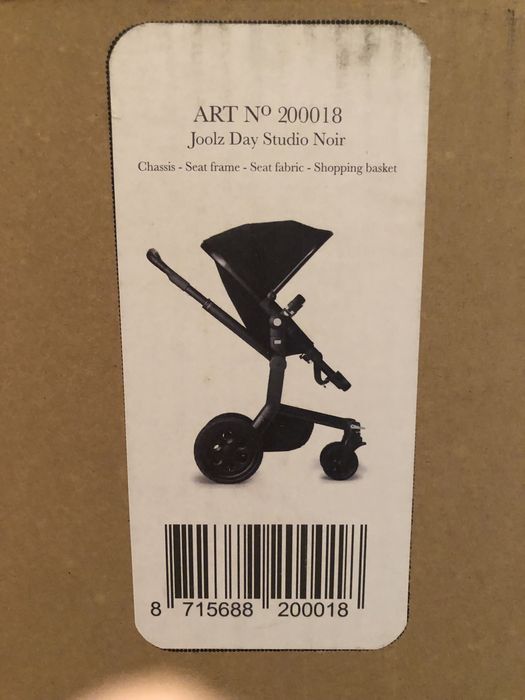 ART Nº 200018
Joolz Day Studio Noir
Chassis - Seat frame - Seat fabric - Shopping basket
8 715688 200018